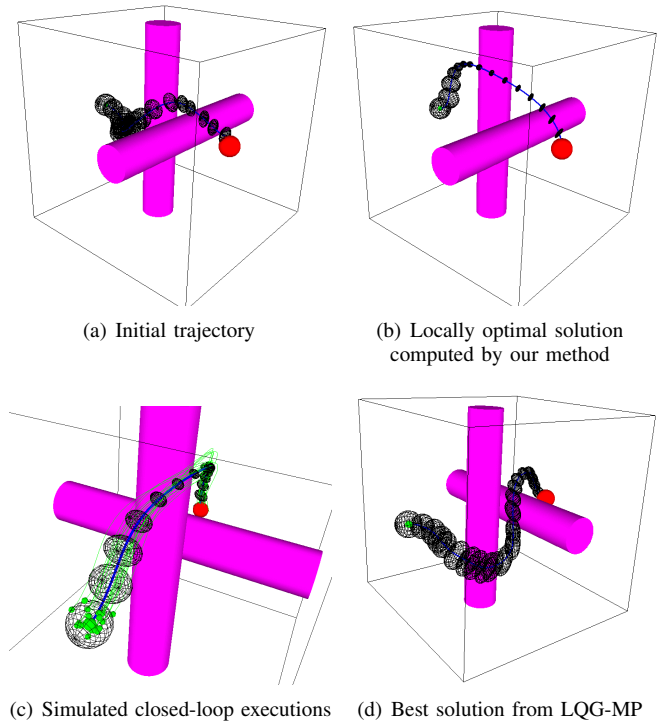 (a) Initial trajectory
(b) Locally optimal solution
computed by our method
(c) Simulated closed-loop executions
(d) Best solution from LQG-MP